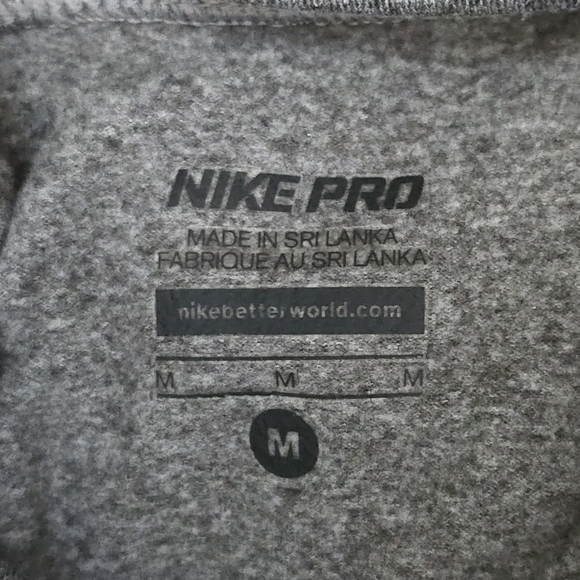 NIKE PRO
MADE IN SRI LANKA
FABRIQUE AU SRI LANKA
nikebetterworld.com
M M M
M